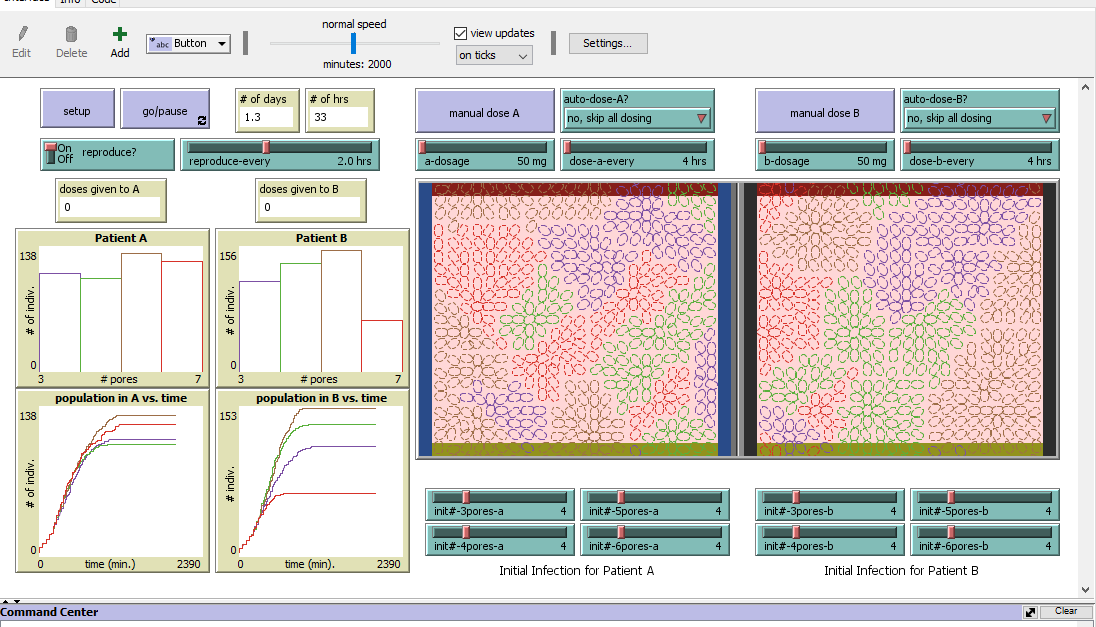 Interface Info Code
normal speed
Edit Delete Add abc Button view updates
on ticks Settings...
minutes: 2000
setup go/pause # of days 1.3 # of hrs 33 manual dose A auto-dose-A? no, skip all dosing manual dose B auto-dose-B? no, skip all dosing
On Off reproduce? reproduce-every 2.0 hrs a-dosage 50 mg dose-a-every 4 hrs b-dosage 50 mg dose-b-every 4 hrs
doses given to A 0 doses given to B 0
Patient A
138
# of indiv.
0
3 # pores 7
Patient B
156
# of indiv.
0
3 # pores 7
population in A vs. time
138
# of indiv.
0
0 time (min.) 2390
population in B vs. time
153
# of indiv.
0
0 time (min). 2390
init#-3pores-a 4 init#-5pores-a 4 init#-3pores-b 4 init#-5pores-b 4
init#-4pores-a 4 init#-6pores-a 4 init#-4pores-b 4 init#-6pores-b 4
Initial Infection for Patient A Initial Infection for Patient B
Command Center Clear